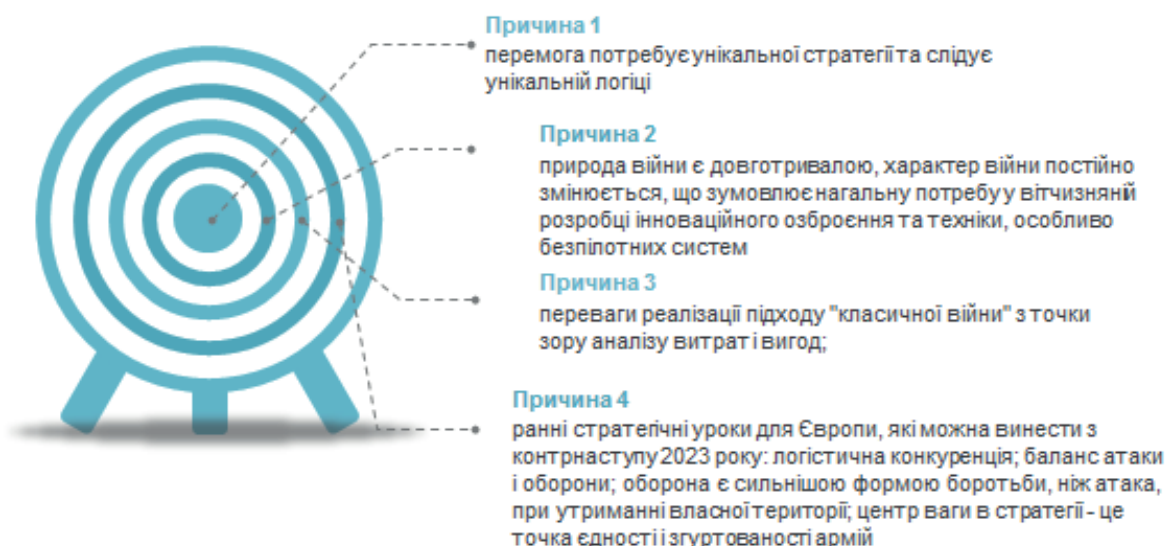 Причина 1
перемога потребує унікальної стратегії та слідує
унікальній логіці
Причина 2
природа війни є довготривалою, характер війни постійно
змінюється, що зумовлює нагальну потребу у вітчизняній
розробці інноваційного озброєння та техніки, особливо
безпілотних систем
Причина 3
переваги реалізації підходу "класичної війни" з точки
зору аналізу витрат і вигод;
Причина 4
ранні стратегічні уроки для Європи, які можна винести з
контрнаступу 2023 року: логістична конкуренція; баланс атаки
і оборони; оборона є сильнішою формою боротьби, ніж атака,
при утриманні власної території; центр ваги в стратегії - це
точка єдності і згуртованості армій